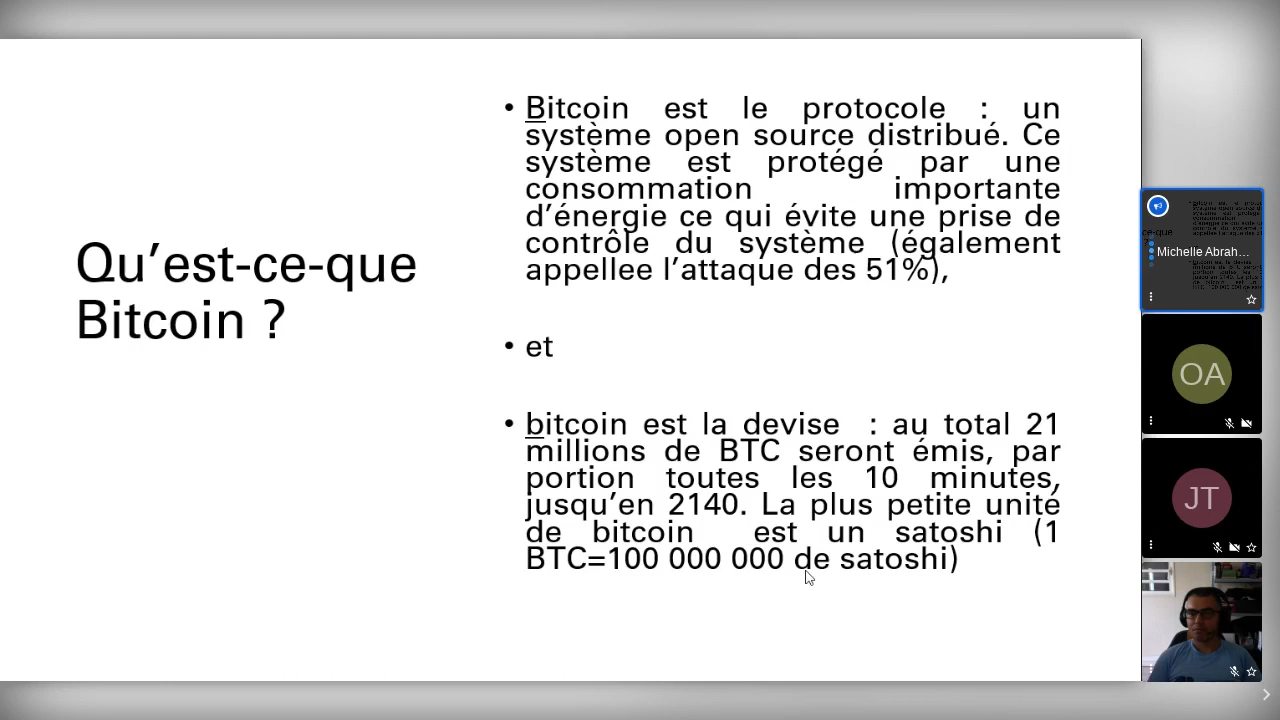 Qu’est-ce-que
Bitcoin ?
• Bitcoin est le protocole : un
système open source distribué. Ce
système est protégé par une
consommation importante
d’énergie ce qui évite une prise de
contrôle du système (également
appellee l’attaque des 51%),
• et
• bitcoin est la devise : au total 21
millions de BTC seront émis, par
portion toutes les 10 minutes,
jusqu’en 2140. La plus petite unité
de bitcoin est un satoshi (1
BTC=100 000 000 de satoshi)
Michelle Abrah...
OA
JT